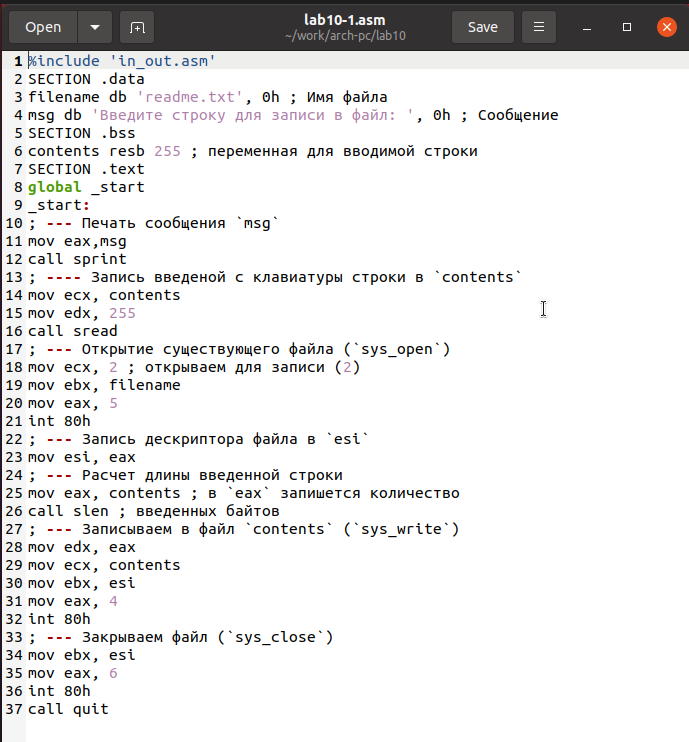 Open
lab10-1.asm
~/work/arch-pc/lab10
Save
1 %include 'in_out.asm'
2 SECTION .data
3 filename db 'readme.txt', 0h ; Имя файла
4 msg db 'Введите строку для записи в файл: ', 0h ; Сообщение
5 SECTION .bss
6 contents resb 255 ; переменная для вводимой строки
7 SECTION .text
8 global _start
9 _start:
10 ; --- Печать сообщения `msg`
11 mov eax,msg
12 call sprint
13 ; ---- Запись введеной с клавиатуры строки в `contents`
14 mov ecx, contents
15 mov edx, 255
16 call sread
17 ; --- Открытие существующего файла (`sys_open`)
18 mov ecx, 2 ; открываем для записи (2)
19 mov ebx, filename
20 mov eax, 5
21 int 80h
22 ; --- Запись дескриптора файла в `esi`
23 mov esi, eax
24 ; --- Расчет длины введенной строки
25 mov eax, contents ; в `eax` запишется количество
26 call slen ; введенных байтов
27 ; --- Записываем в файл `contents` (`sys_write`)
28 mov edx, eax
29 mov ecx, contents
30 mov ebx, esi
31 mov eax, 4
32 int 80h
33 ; --- Закрываем файл (`sys_close`)
34 mov ebx, esi
35 mov eax, 6
36 int 80h
37 call quit